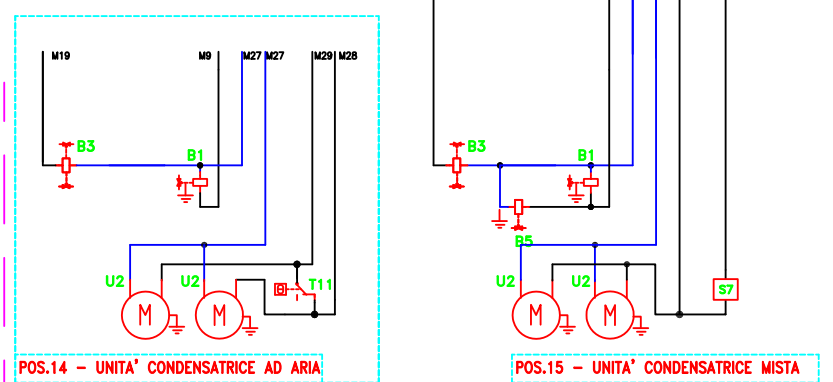 M19 M9 M27 M27 M29 M28
B3 B1 B3 B1
B5
U2 U2 T11 U2 U2 S7
M M M M
POS.14 - UNITA' CONDENSATRICE AD ARIA
POS.15 - UNITA' CONDENSATRICE MISTA